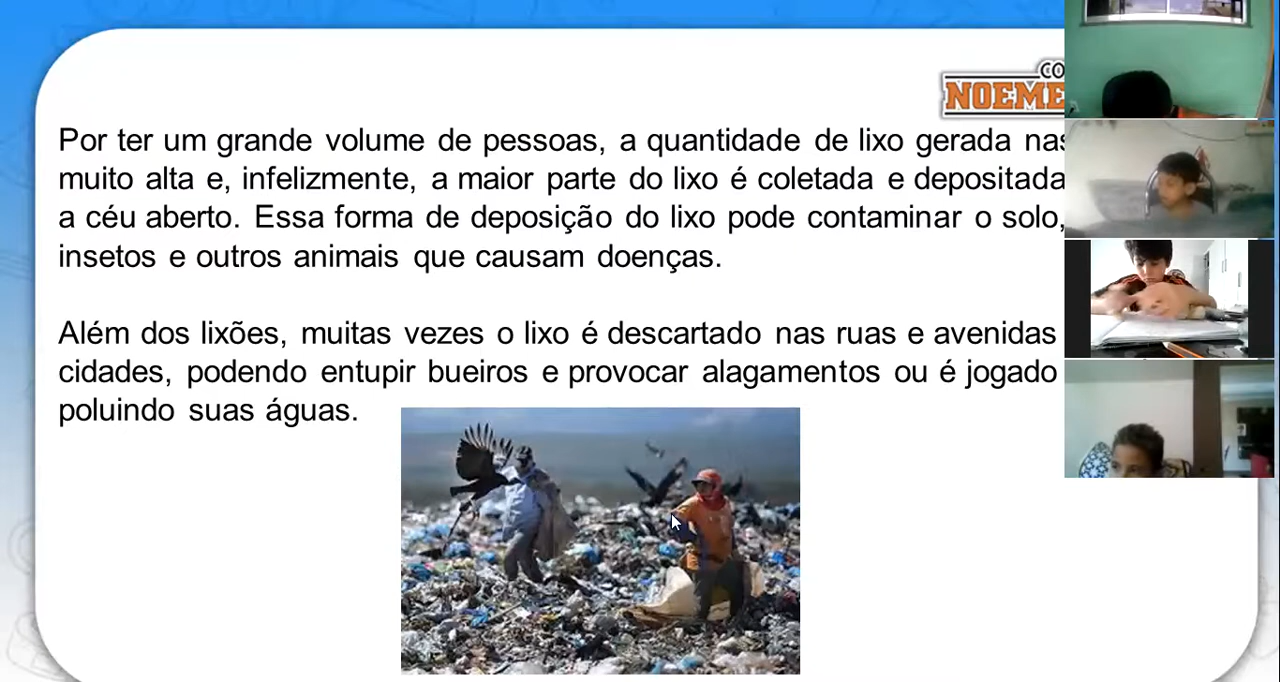 CO
NOEME
Por ter um grande volume de pessoas, a quantidade de lixo gerada nas
muito alta e, infelizmente, a maior parte do lixo é coletada e depositada
a céu aberto. Essa forma de deposição do lixo pode contaminar o solo,
insetos e outros animais que causam doenças.
Além dos lixões, muitas vezes o lixo é descartado nas ruas e avenidas
cidades, podendo entupir bueiros e provocar alagamentos ou é jogado
poluindo suas águas.